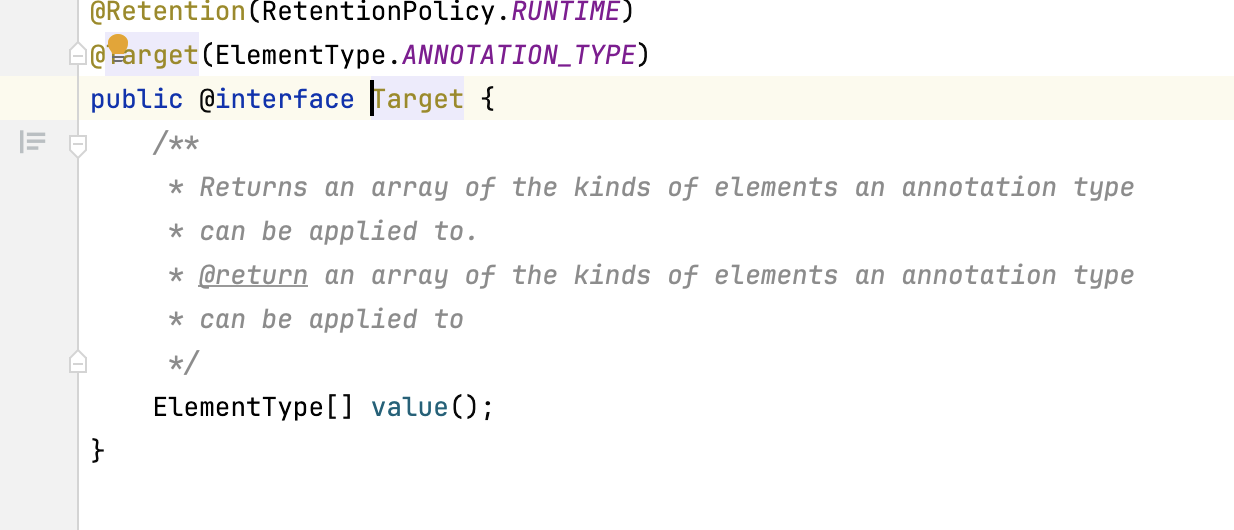 @Retention(RetentionPolicy.RUNTIME)
@Target(ElementType.ANNOTATION_TYPE)
public @interface Target {
/**
* Returns an array of the kinds of elements an annotation type
* can be applied to.
* @return an array of the kinds of elements an annotation type
* can be applied to
*/
ElementType[] value();
}